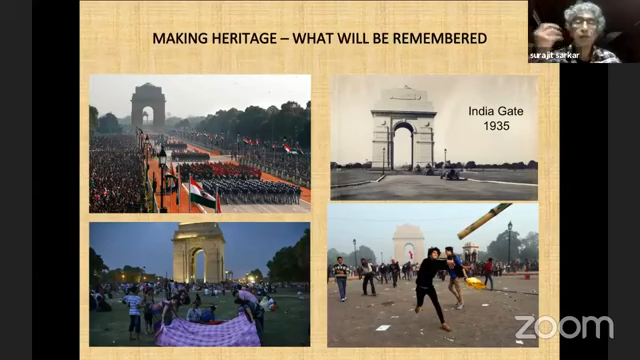 MAKING HERITAGE – WHAT WILL BE REMEMBERED
surajit sarkar
India Gate
1935
zoom